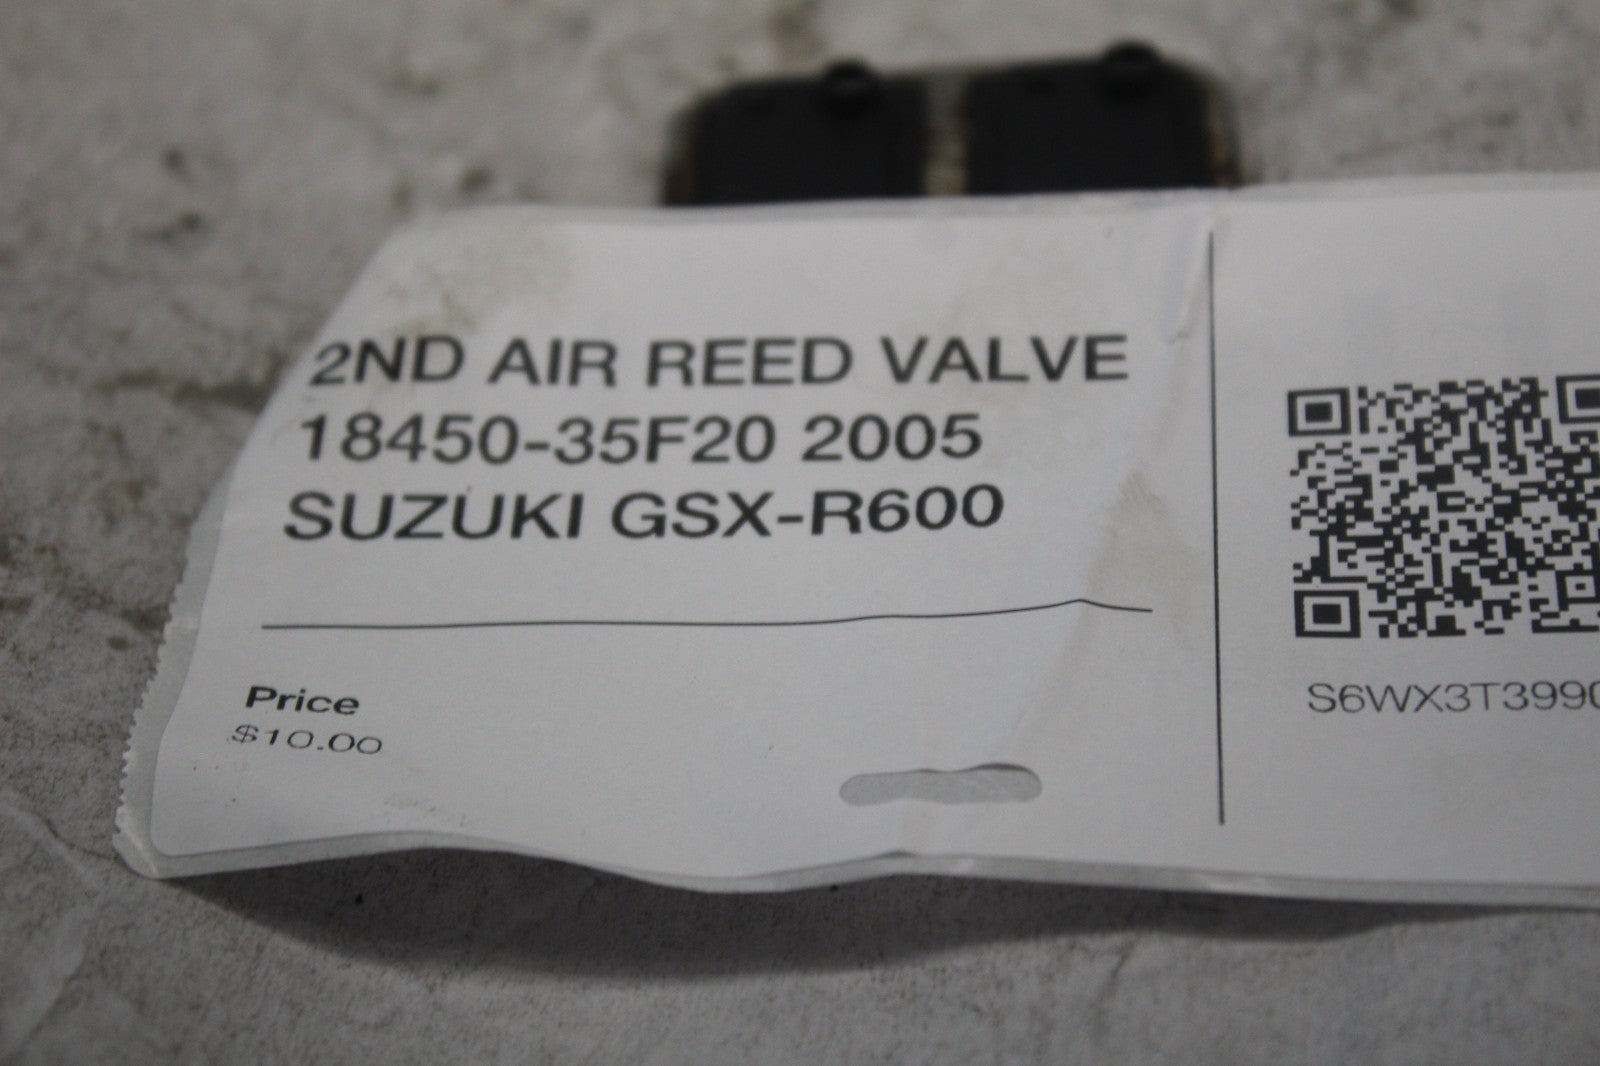 2ND AIR REED VALVE
18450-35F20 2005
SUZUKI GSX-R600
Price
$10.00
S6WX3T3990